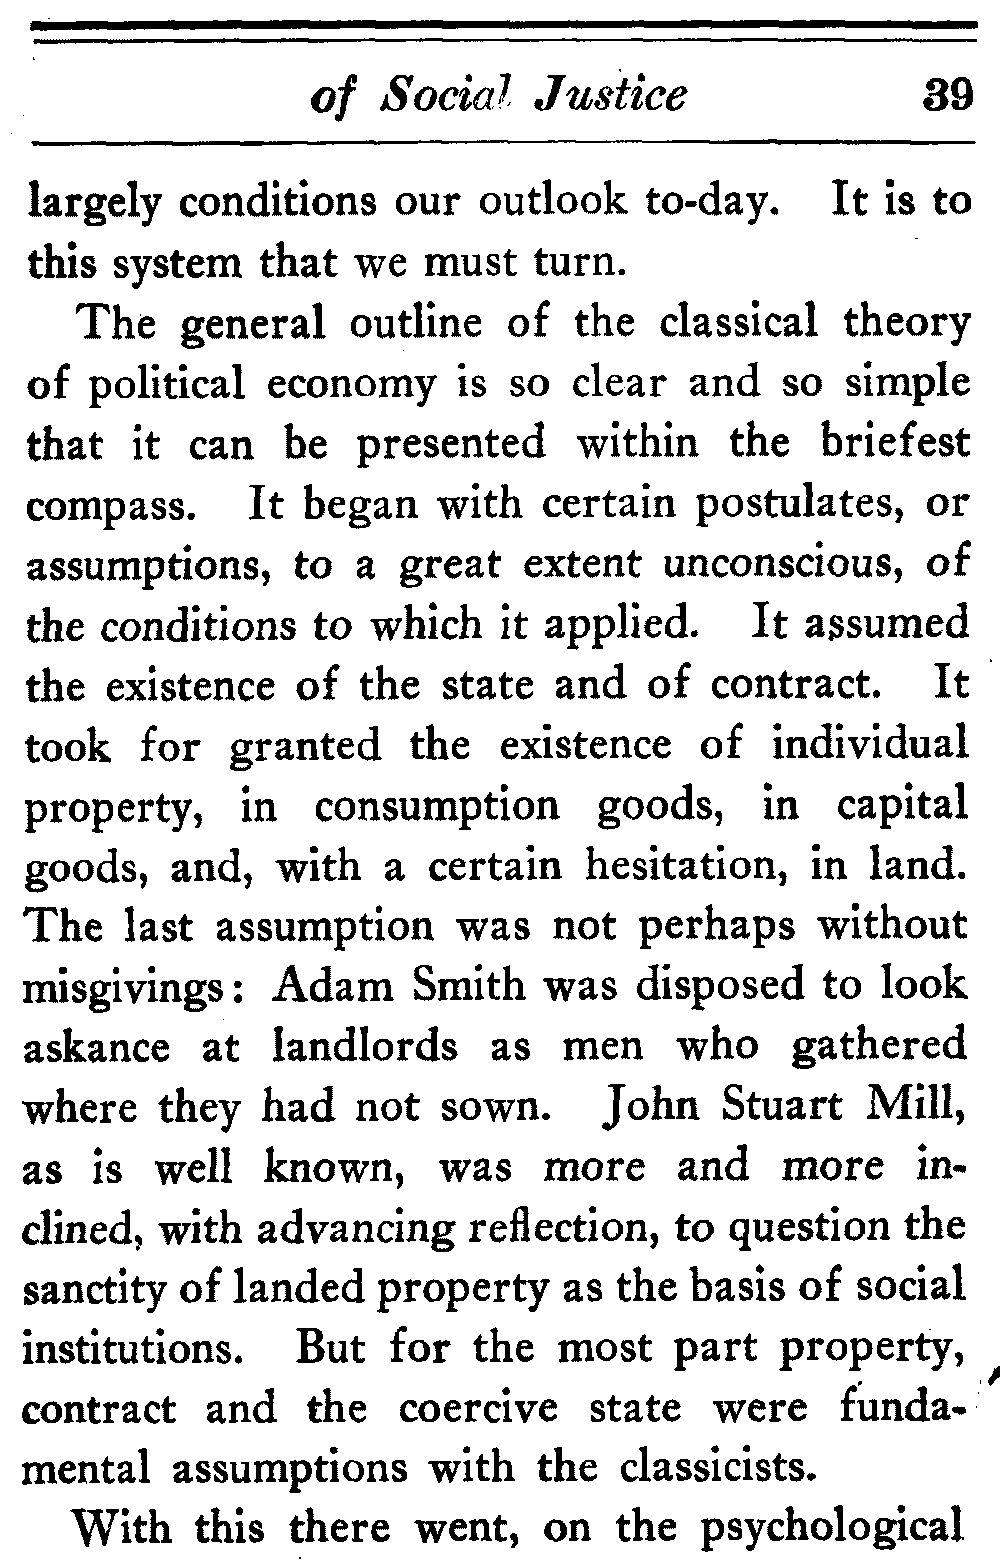 of Social Justice 39
largely conditions our outlook to-day. It is to
this system that we must turn.
The general outline of the classical theory
of political economy is so clear and so simple
that it can be presented within the briefest
compass. It began with certain postulates, or
assumptions, to a great extent unconscious, of
the conditions to which it applied. It assumed
the existence of the state and of contract. It
took for granted the existence of individual
property, in consumption goods, in capital
goods, and, with a certain hesitation, in land.
The last assumption was not perhaps without
misgivings: Adam Smith was disposed to look
askance at landlords as men who gathered
where they had not sown. John Stuart Mill,
as is well known, was more and more in-
clined, with advancing reflection, to question the
sanctity of landed property as the basis of social
institutions. But for the most part property,
contract and the coercive state were funda-
mental assumptions with the classicists.
With this there went, on the psychological